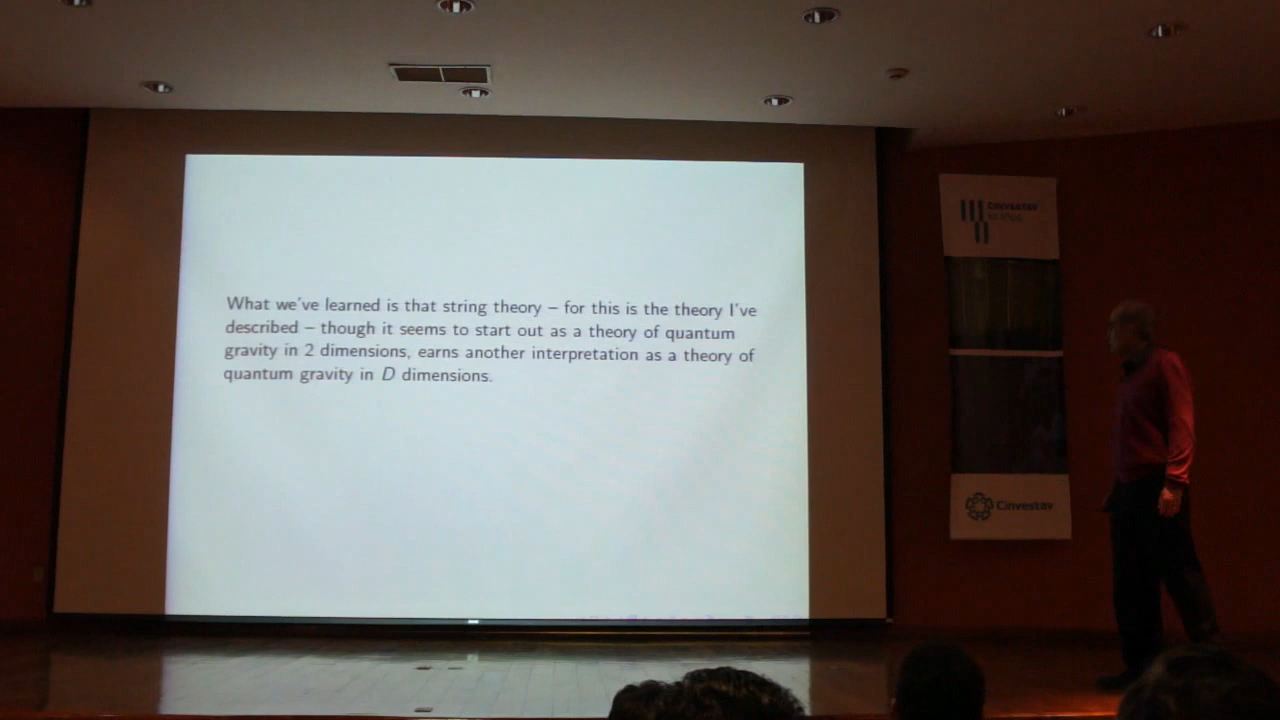 What we've learned is that string theory – for this is the theory I've
described – though it seems to start out as a theory of quantum
gravity in 2 dimensions, earns another interpretation as a theory of
quantum gravity in D dimensions.
CINVESTAV
Cinvestav